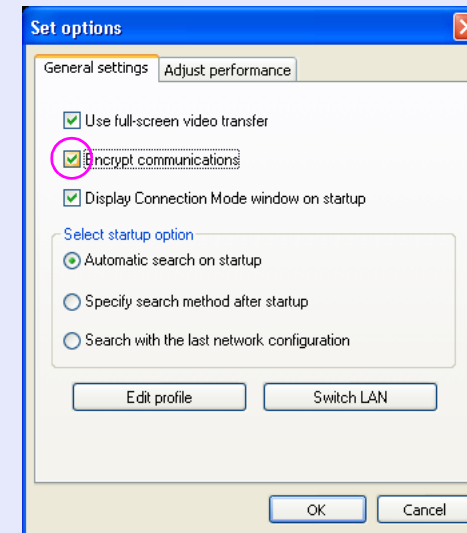 Set options
General settings
Adjust performance
Use full-screen video transfer
Encrypt communications
Display Connection Mode window on startup
Select startup option
Automatic search on startup
Specify search method after startup
Search with the last network configuration
Edit profile
Switch LAN
OK
Cancel